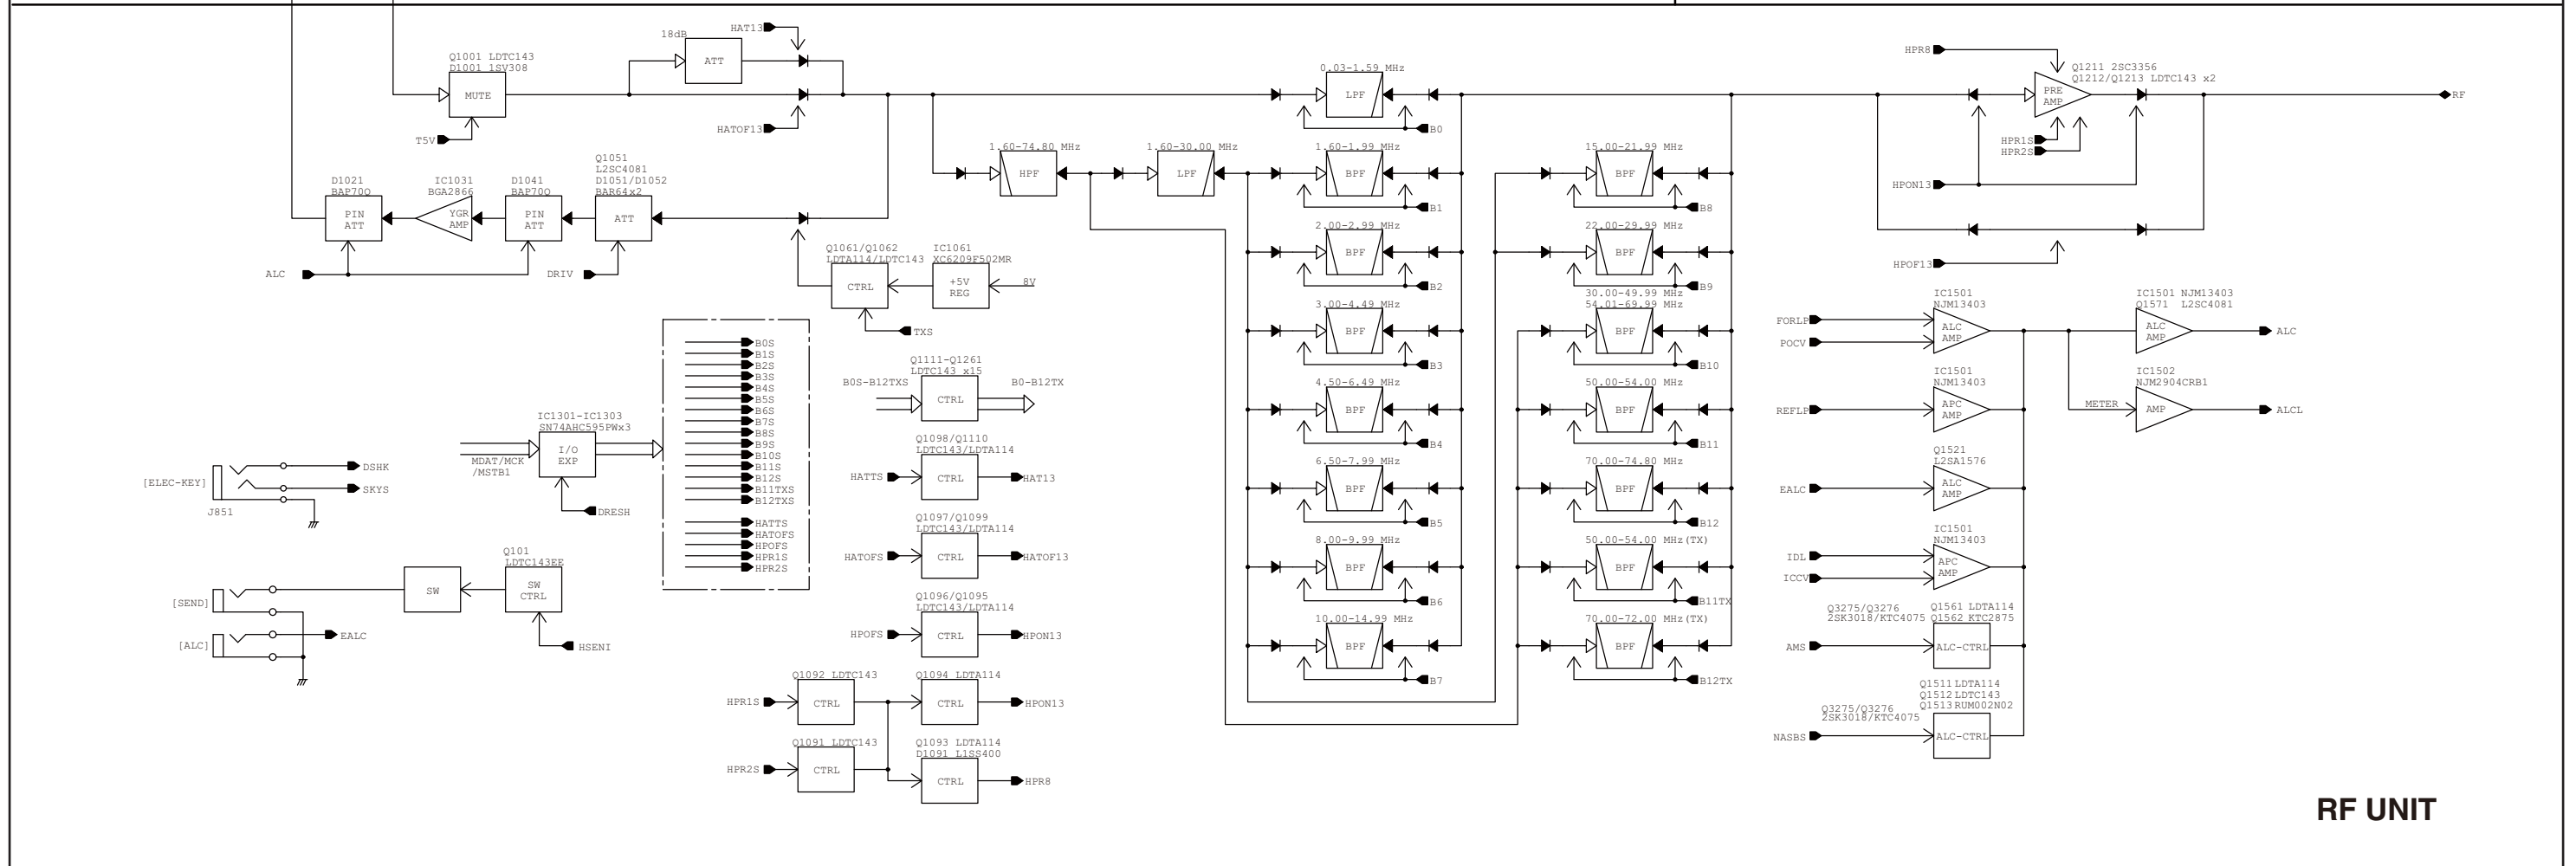 Q1001 LDTC143
D1001 1SV308
MUTE
T5V
18dB
ATT
HAT13
HATOF13
D1021
BAP70Q
PIN
ATT
IC1031
BGA2866
YGR
AMP
D1041
BAP70Q
PIN
ATT
Q1051
L2SC4081
D1051/D1052
BAR64x2
ATT
ALC
DRIV
Q1061/Q1062
LDTA114/LDTC143
CTRL
IC1061
XC6209F502MR
+5V
REG
8V
TXS
1.60-74.80 MHz
HPF
1.60-30.00 MHz
LPF
0.03-1.59 MHz
LPF
B0
1.60-1.99 MHz
BPF
B1
2.00-2.99 MHz
BPF
B2
3.00-4.49 MHz
BPF
B3
4.50-6.49 MHz
BPF
B4
6.50-7.99 MHz
BPF
B5
8.00-9.99 MHz
BPF
B6
10.00-14.99 MHz
BPF
B7
15.00-21.99 MHz
BPF
B8
22.00-29.99 MHz
BPF
B9
30.00-49.99 MHz
54.01-69.99 MHz
BPF
B10
50.00-54.00 MHz
BPF
B11
70.00-74.80 MHz
BPF
B12
50.00-54.00 MHz(TX)
BPF
B11TX
70.00-72.00 MHz(TX)
BPF
B12TX
HPR8
Q1211 2SC3356
Q1212/Q1213 LDTC143 x2
PRE
AMP
RF
HPR1S
HPR2S
HPON13
HPOF13
[ELEC-KEY]
J851
DSHK
SKYS
MDAT/MCK
/MSTB1
IC1301-IC1303
SN74AHC595PWx3
I/O
EXP
DRESH
B0S
B1S
B2S
B3S
B4S
B5S
B6S
B7S
B8S
B9S
B10S
B11S
B12S
B11TXS
B12TXS
HATTS
HATOFS
HPOFS
HPR1S
HPR2S
[SEND]
[ALC]
EALC
SW
Q101
LDTC143EE
SW
CTRL
HSENI
Q1111-Q1261
LDTC143 x15
B0S-B12TXS
CTRL
B0-B12TX
Q1098/Q1110
LDTC143/LDTA114
HATTS
CTRL
HAT13
Q1097/Q1099
LDTC143/LDTA114
HATOFS
CTRL
HATOF13
Q1096/Q1095
LDTC143/LDTA114
HPOFS
CTRL
HPON13
Q1092 LDTC143
HPR1S
CTRL
Q1094 LDTA114
CTRL
HPON13
Q1091 LDTC143
HPR2S
CTRL
Q1093 LDTA114
D1091 L1SS400
CTRL
HPR8
IC1501
NJM13403
FORLP
POCV
ALC
AMP
IC1501 NJM13403
Q1571 L2SC4081
ALC
AMP
ALC
IC1501
NJM13403
REFLP
APC
AMP
IC1502
NJM2904CRB1
METER
AMP
ALCL
Q1521
L2SA1576
EALC
ALC
AMP
IC1501
NJM13403
IDL
ICCV
APC
AMP
Q3275/Q3276
2SK3018/KTC4075
Q1561 LDTA114
Q1562 KTC2875
AMS
ALC-CTRL
Q1511 LDTA114
Q1512 LDTC143
Q1513 RUM002N02
Q3275/Q3276
2SK3018/KTC4075
NASBS
ALC-CTRL
RF UNIT